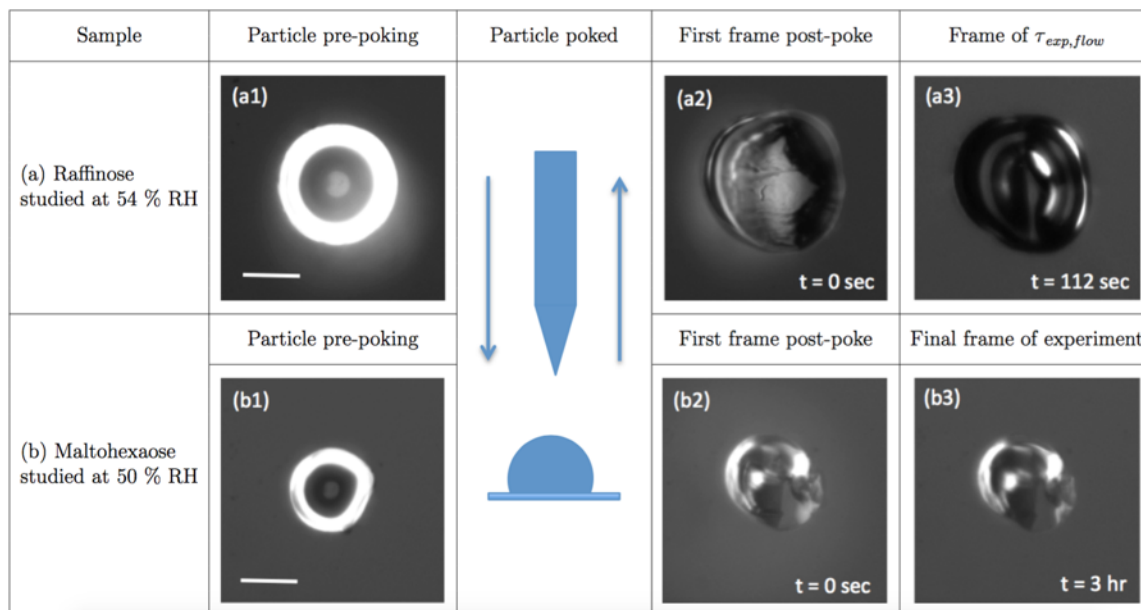 Sample
Particle pre-poking
Particle poked
First frame post-poke
Frame of τexp,flow
(a) Raffinose
studied at 54 % RH
(a1)
(a2)
t = 0 sec
(a3)
t = 112 sec
Particle pre-poking
First frame post-poke
Final frame of experiment
(b) Maltohexaose
studied at 50 % RH
(b1)
(b2)
t = 0 sec
(b3)
t = 3 hr